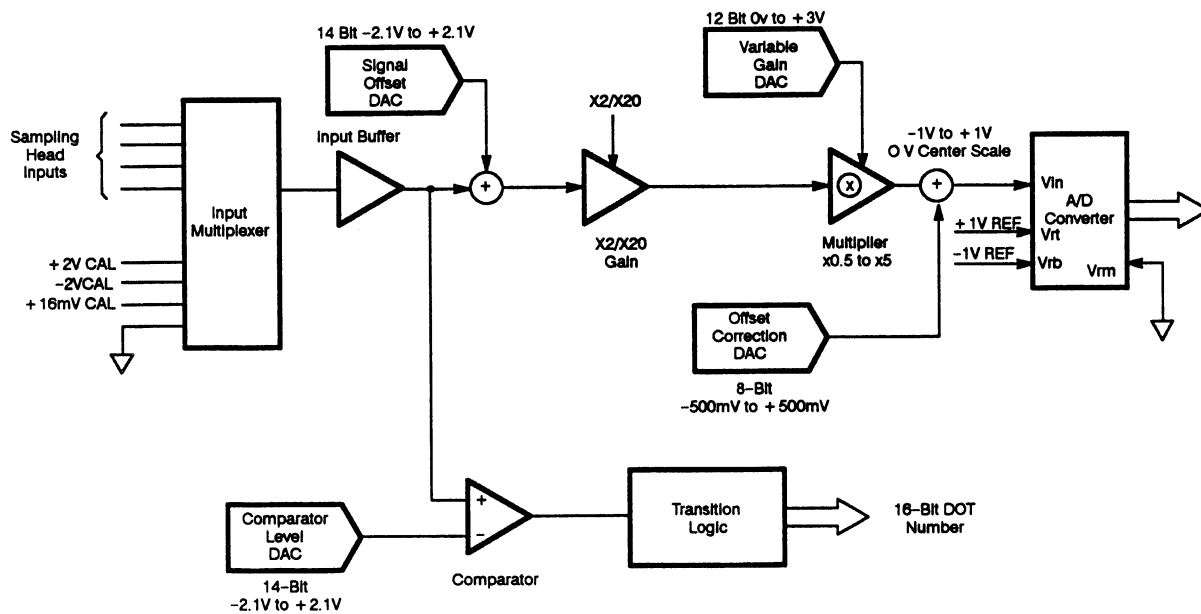 14 Bit -2.1V to +2.1V
Signal
Offset
DAC
12 Bit 0v to +3V
Variable
Gain
DAC
X2/X20
Sampling
Head
Inputs
Input Buffer
-1V to +1V
O V Center Scale
Input
Multiplexer
+
X2/X20
Gain
X
Multiplier
x0.5 to x5
+
Vin
A/D
Converter
+1V REF
Vrt
-1V REF
Vrb
Vrm
+2V CAL
-2VCAL
+16mV CAL
Offset
Correction
DAC
8-Bit
-500mV to +500mV
Comparator
Level
DAC
14-Bit
-2.1V to +2.1V
+
-
Comparator
Transition
Logic
16-Bit DOT
Number